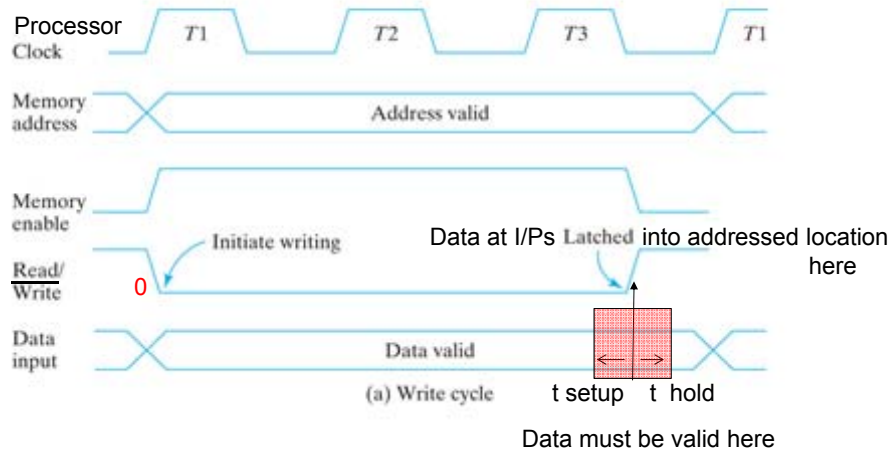 Processor
Clock
T1 T2 T3 T1
Memory
address
Address valid
Memory
enable
Initiate writing
Data at I/Ps Latched into addressed location
here
Read/
Write
0
Data
input
Data valid
(a) Write cycle
t setup t hold
Data must be valid here